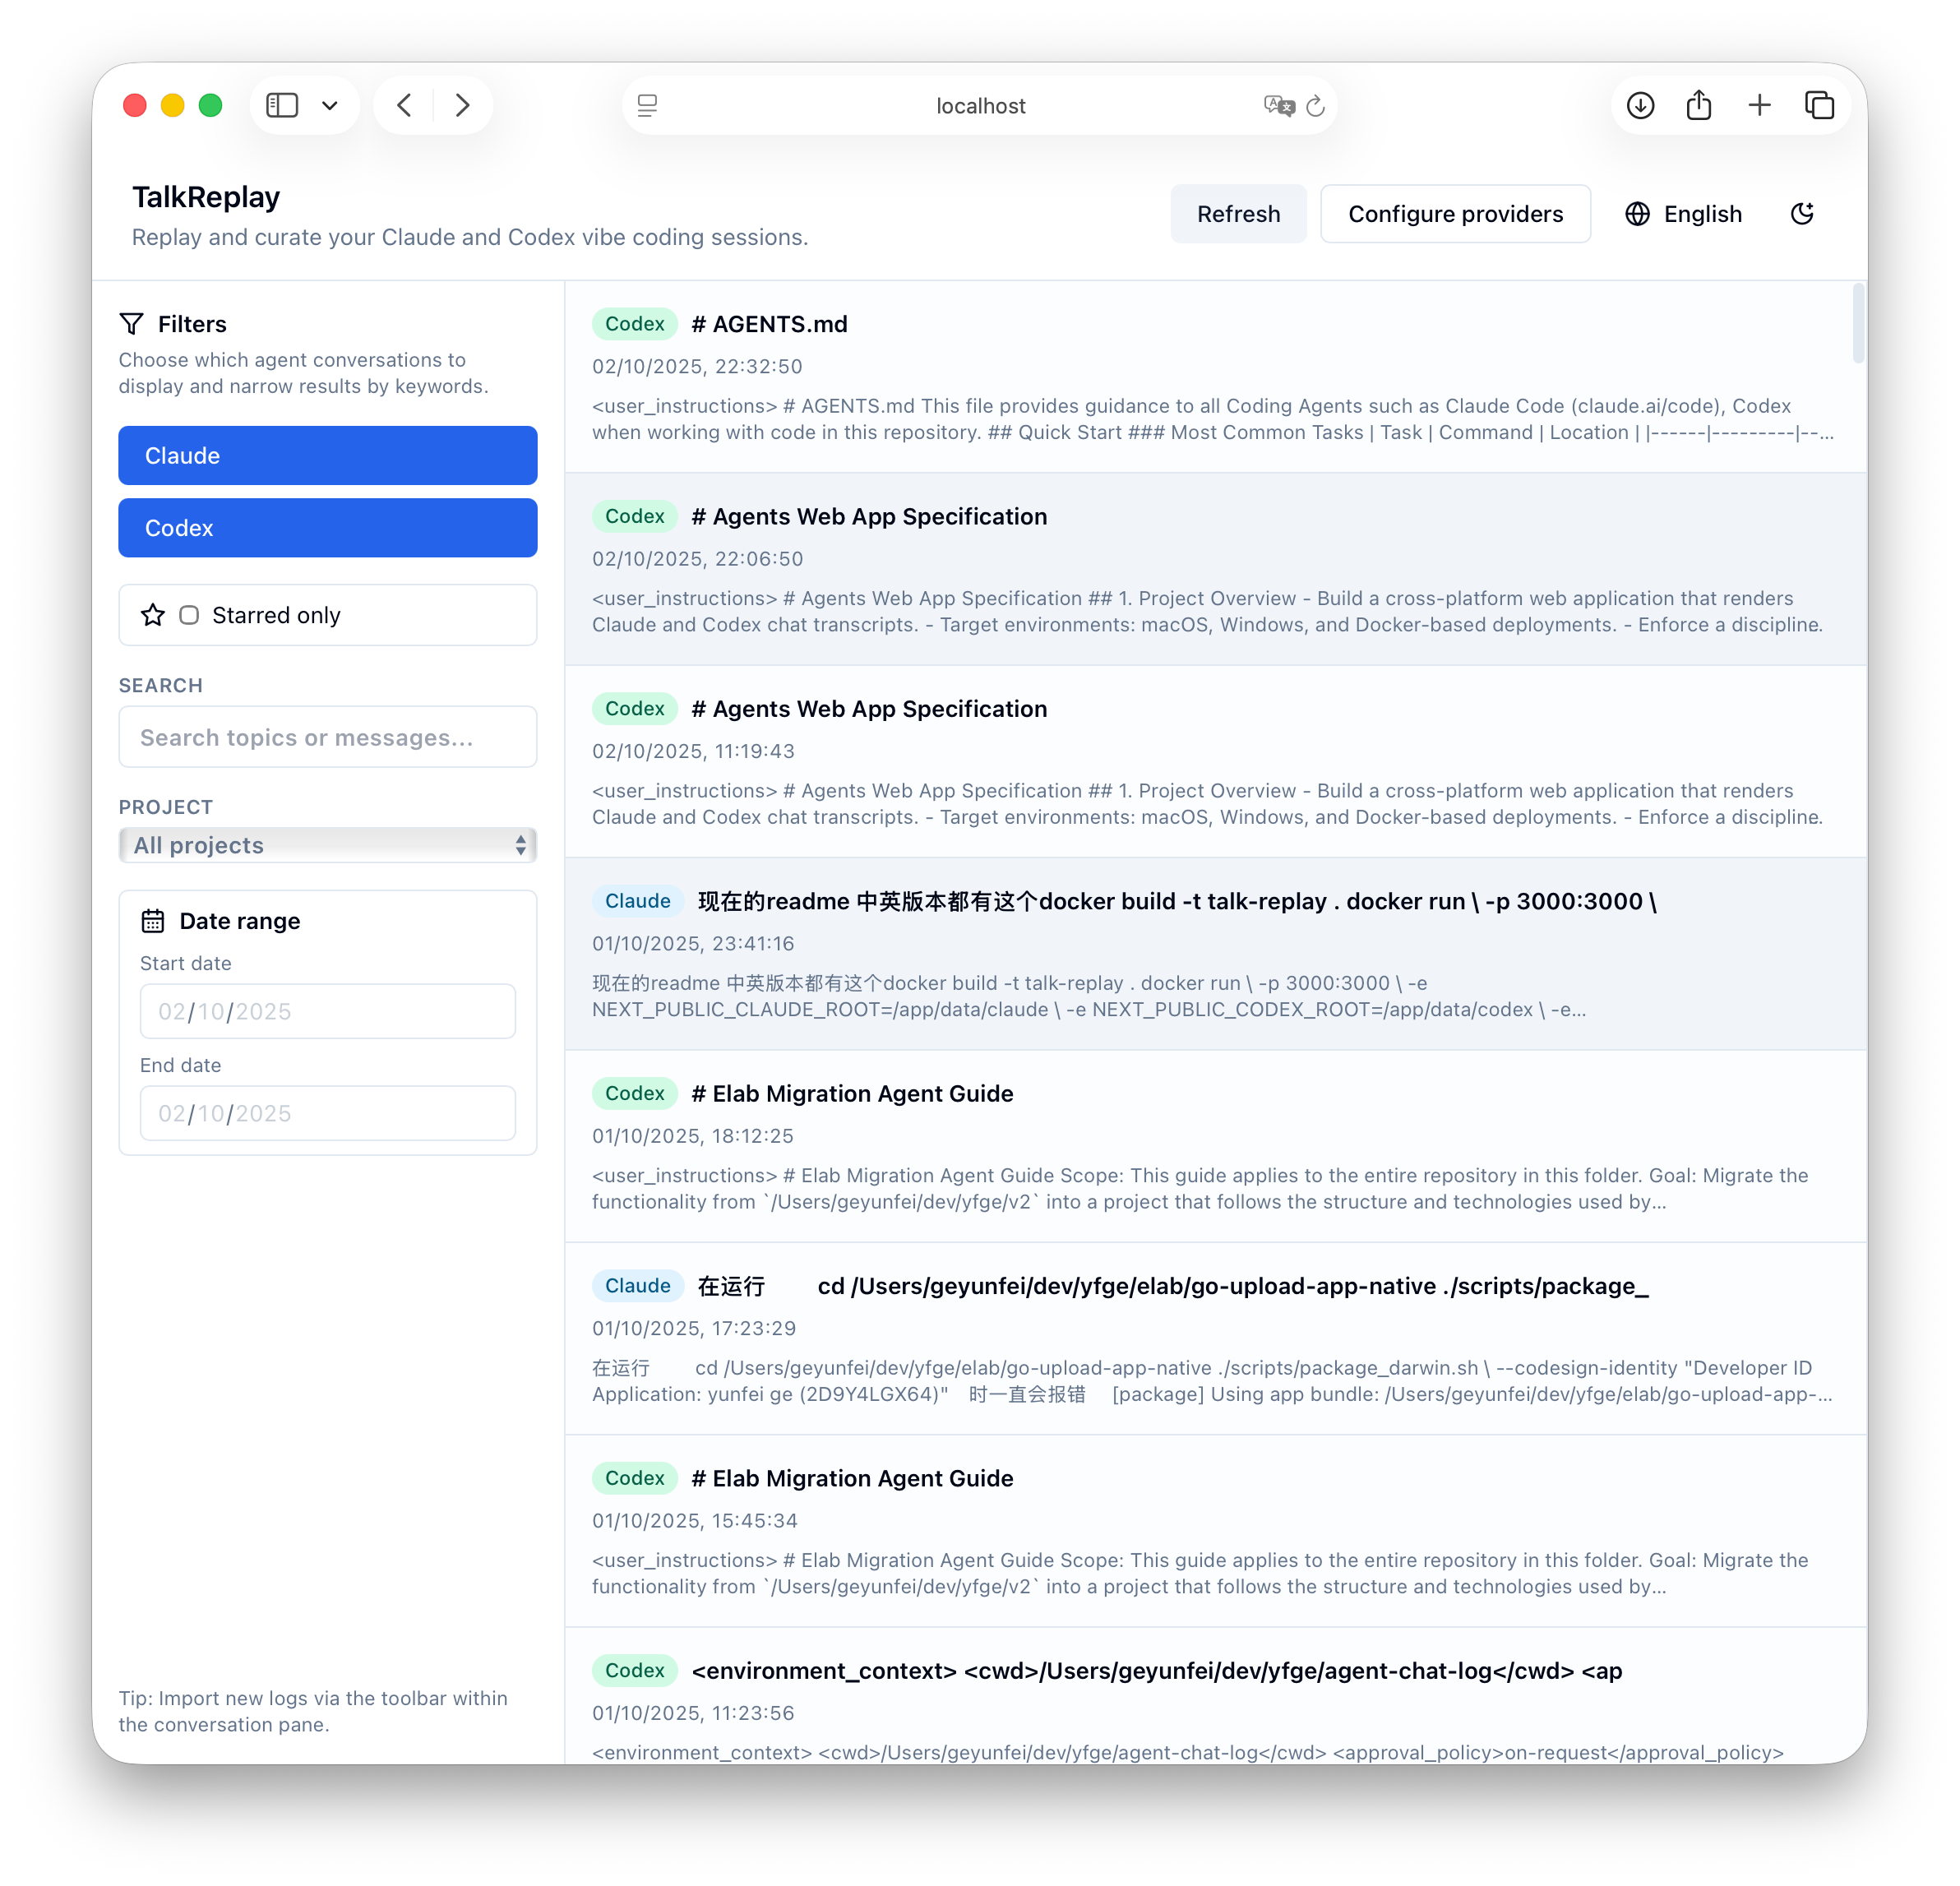 localhost
TalkReplay
Replay and curate your Claude and Codex vibe coding sessions.
Refresh
Configure providers
English
Filters
Choose which agent conversations to
display and narrow results by keywords.
Claude
Codex
Starred only
SEARCH
Search topics or messages...
PROJECT
All projects
Date range
Start date
02/10/2025
End date
02/10/2025
Tip: Import new logs via the toolbar within
the conversation pane.
Codex # AGENTS.md
02/10/2025, 22:32:50
<user_instructions> # AGENTS.md This file provides guidance to all Coding Agents such as Claude Code (claude.ai/code), Codex
when working with code in this repository. ## Quick Start ### Most Common Tasks | Task | Command | Location | |------|---------|--...
Codex # Agents Web App Specification
02/10/2025, 22:06:50
<user_instructions> # Agents Web App Specification ## 1. Project Overview - Build a cross-platform web application that renders
Claude and Codex chat transcripts. - Target environments: macOS, Windows, and Docker-based deployments. - Enforce a discipline.
Codex # Agents Web App Specification
02/10/2025, 11:19:43
<user_instructions> # Agents Web App Specification ## 1. Project Overview - Build a cross-platform web application that renders
Claude and Codex chat transcripts. - Target environments: macOS, Windows, and Docker-based deployments. - Enforce a discipline.
Claude 现在的readme 中英版本都有这个docker build -t talk-replay . docker run \ -p 3000:3000 \
01/10/2025, 23:41:16
现在的readme 中英版本都有这个docker build -t talk-replay . docker run \ -p 3000:3000 \ -e
NEXT_PUBLIC_CLAUDE_ROOT=/app/data/claude \ -e NEXT_PUBLIC_CODEX_ROOT=/app/data/codex \ -e...
Codex # Elab Migration Agent Guide
01/10/2025, 18:12:25
<user_instructions> # Elab Migration Agent Guide Scope: This guide applies to the entire repository in this folder. Goal: Migrate the
functionality from `/Users/geyunfei/dev/yfge/v2` into a project that follows the structure and technologies used by...
Claude 在运行 cd /Users/geyunfei/dev/yfge/elab/go-upload-app-native ./scripts/package_
01/10/2025, 17:23:29
在运行 cd /Users/geyunfei/dev/yfge/elab/go-upload-app-native ./scripts/package_darwin.sh \ --codesign-identity "Developer ID
Application: yunfei ge (2D9Y4LGX64)" 时一直会报错 [package] Using app bundle: /Users/geyunfei/dev/yfge/elab/go-upload-app-...
Codex # Elab Migration Agent Guide
01/10/2025, 15:45:34
<user_instructions> # Elab Migration Agent Guide Scope: This guide applies to the entire repository in this folder. Goal: Migrate the
functionality from `/Users/geyunfei/dev/yfge/v2` into a project that follows the structure and technologies used by...
Codex <environment_context> <cwd>/Users/geyunfei/dev/yfge/agent-chat-log</cwd> <ap
01/10/2025, 11:23:56
<environment_context> <cwd>/Users/geyunfei/dev/yfge/agent-chat-log</cwd> <approval_policy>on-request</approval_policy>